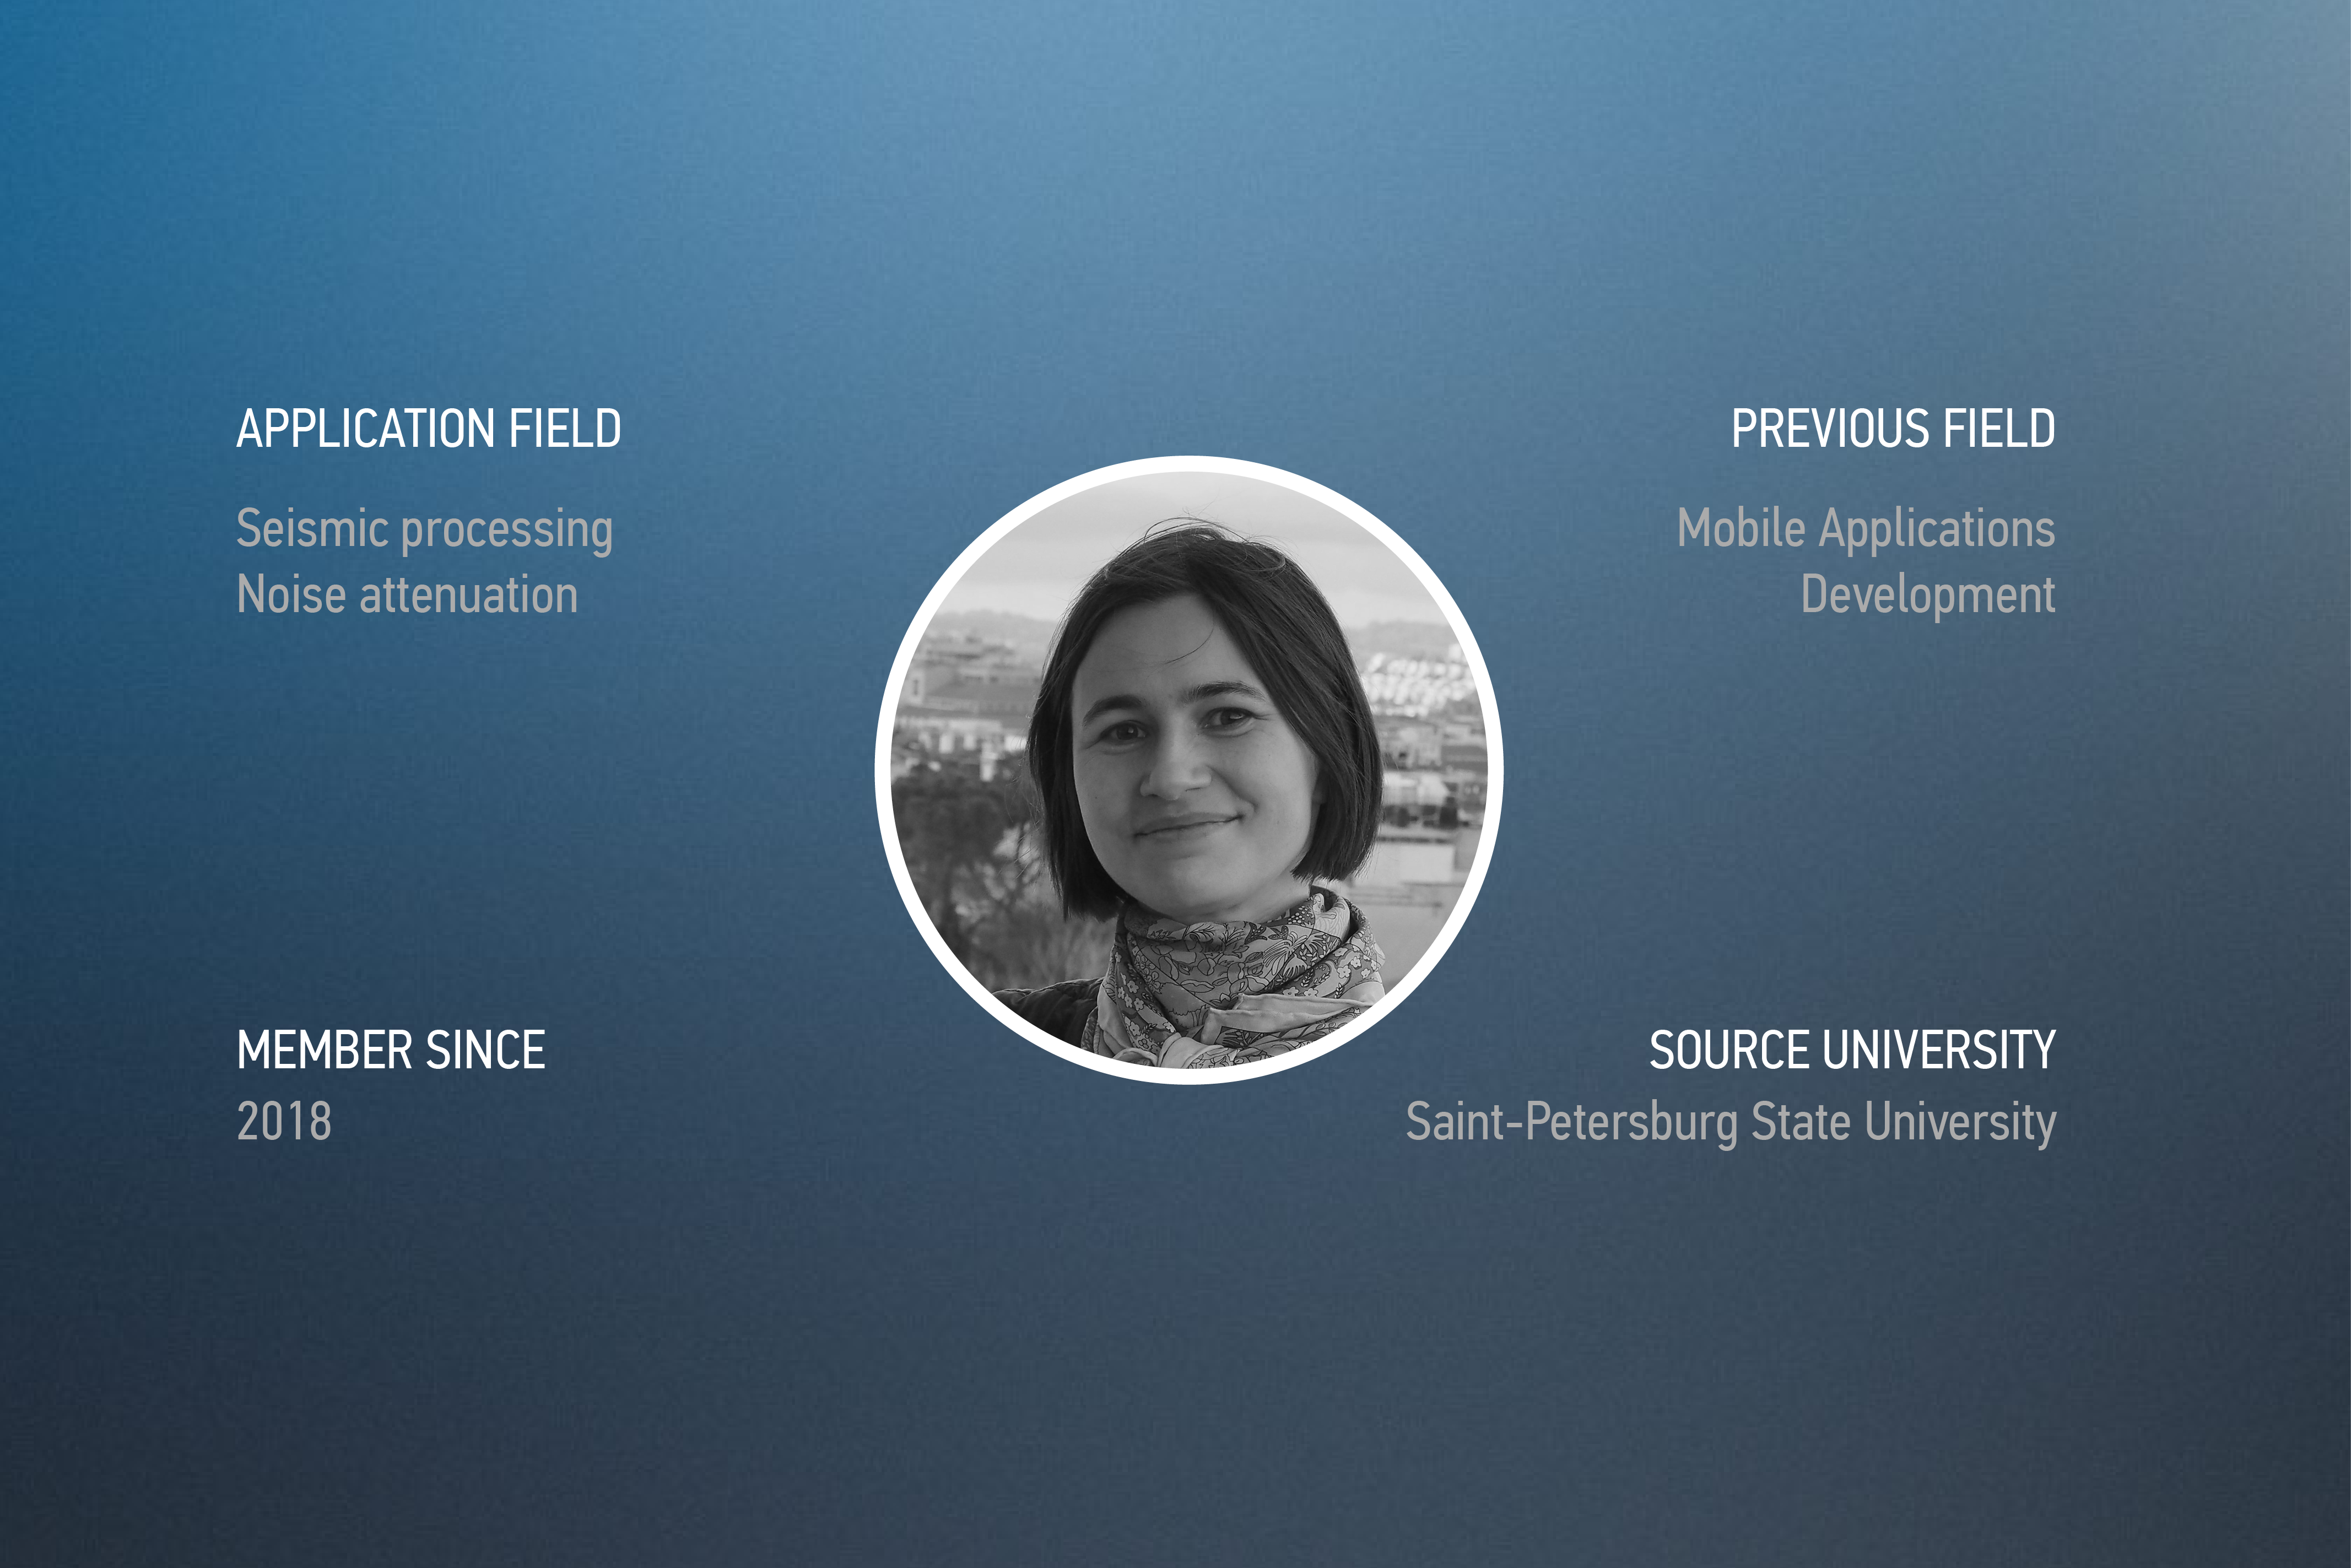 APPLICATION FIELD
Seismic processing
Noise attenuation
PREVIOUS FIELD
Mobile Applications
Development
MEMBER SINCE
2018
SOURCE UNIVERSITY
Saint-Petersburg State University